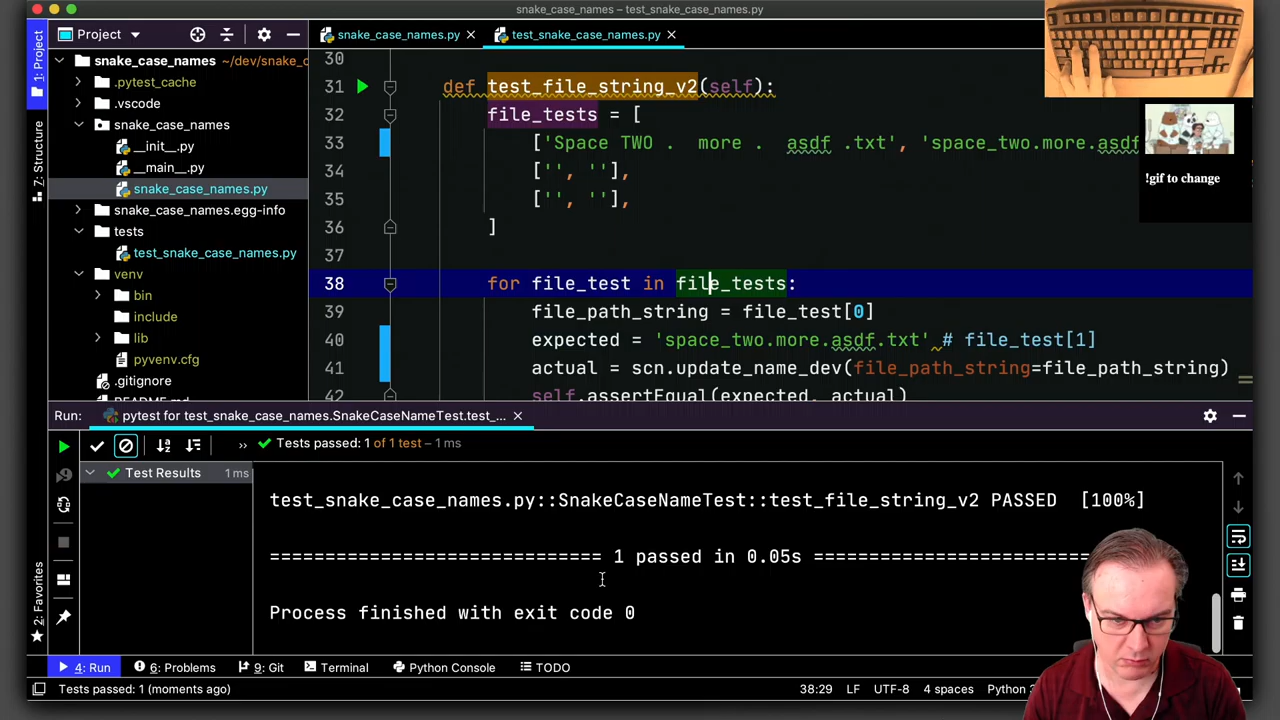 snake_case_names – test_snake_case_names.py
Project
snake_case_names.py
test_snake_case_names.py
1: Project
7: Structure
2: Favorites
snake_case_names ~/dev/snake_c
.pytest_cache
.vscode
snake_case_names
__init__.py
__main__.py
snake_case_names.py
snake_case_names.egg-info
tests
test_snake_case_names.py
venv
bin
include
lib
pyvenv.cfg
.gitignore
30
31 def test_file_string_v2(self):
32 file_tests = [
33 ['Space TWO .  more .  asdf .txt', 'space_two.more.asdf
34 ['', ''],
35 ['', ''],
36 ]
37
38 for file_test in file_tests:
39 file_path_string = file_test[0]
40 expected = 'space_two.more.asdf.txt' # file_test[1]
41 actual = scn.update_name_dev(file_path_string=file_path_string)
42 self.assertEqual(expected, actual)
!gif to change
Run: pytest for test_snake_case_names.SnakeCaseNameTest.test_...
Tests passed: 1 of 1 test – 1 ms
Test Results 1 ms
test_snake_case_names.py::SnakeCaseNameTest::test_file_string_v2 PASSED [100%]
============================== 1 passed in 0.05s ==============================
Process finished with exit code 0
4: Run
6: Problems
9: Git
Terminal
Python Console
TODO
Tests passed: 1 (moments ago)
38:29
LF
UTF-8
4 spaces
Python 3